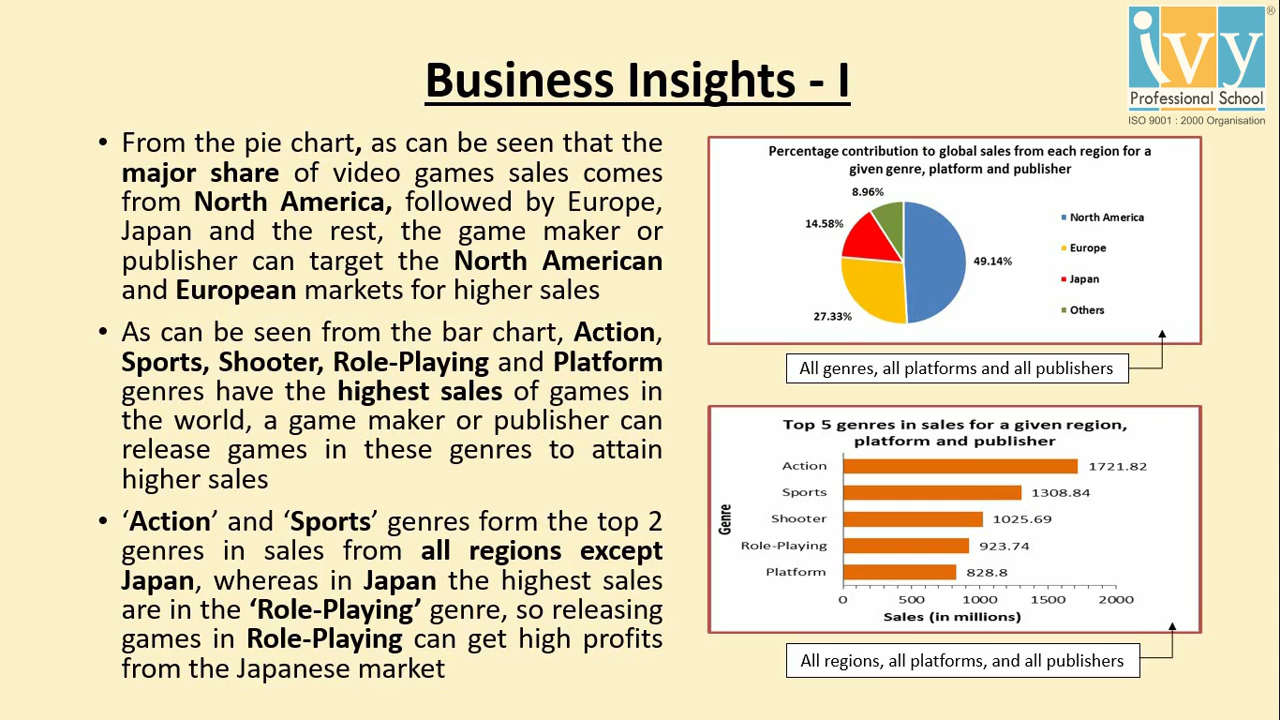 Business Insights - I
ivy
®
Professional School
ISO 9001 : 2000 Organisation
• From the pie chart, as can be seen that the
major share of video games sales comes
from North America, followed by Europe,
Japan and the rest, the game maker or
publisher can target the North American
and European markets for higher sales
• As can be seen from the bar chart, Action,
Sports, Shooter, Role-Playing and Platform
genres have the highest sales of games in
the world, a game maker or publisher can
release games in these genres to attain
higher sales
• ‘Action’ and ‘Sports’ genres form the top 2
genres in sales from all regions except
Japan, whereas in Japan the highest sales
are in the ‘Role-Playing’ genre, so releasing
games in Role-Playing can get high profits
from the Japanese market
Percentage contribution to global sales from each region for a
given genre, platform and publisher
8.96%
14.58%
49.14%
27.33%
North America
Europe
Japan
Others
All genres, all platforms and all publishers
Top 5 genres in sales for a given region,
platform and publisher
Genre
Action 1721.82
Sports 1308.84
Shooter 1025.69
Role-Playing 923.74
Platform 828.8
0 500 1000 1500 2000
Sales (in millions)
All regions, all platforms, and all publishers